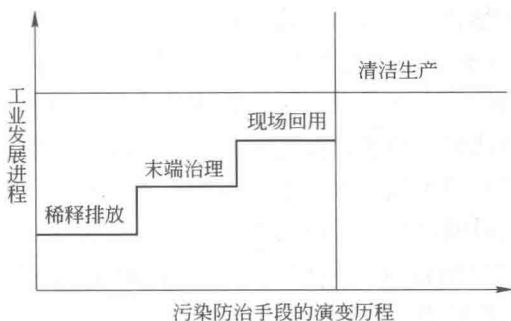 清洁生产
现场回用
末端治理
稀释排放
工业发展进程
污染防治手段的演变历程